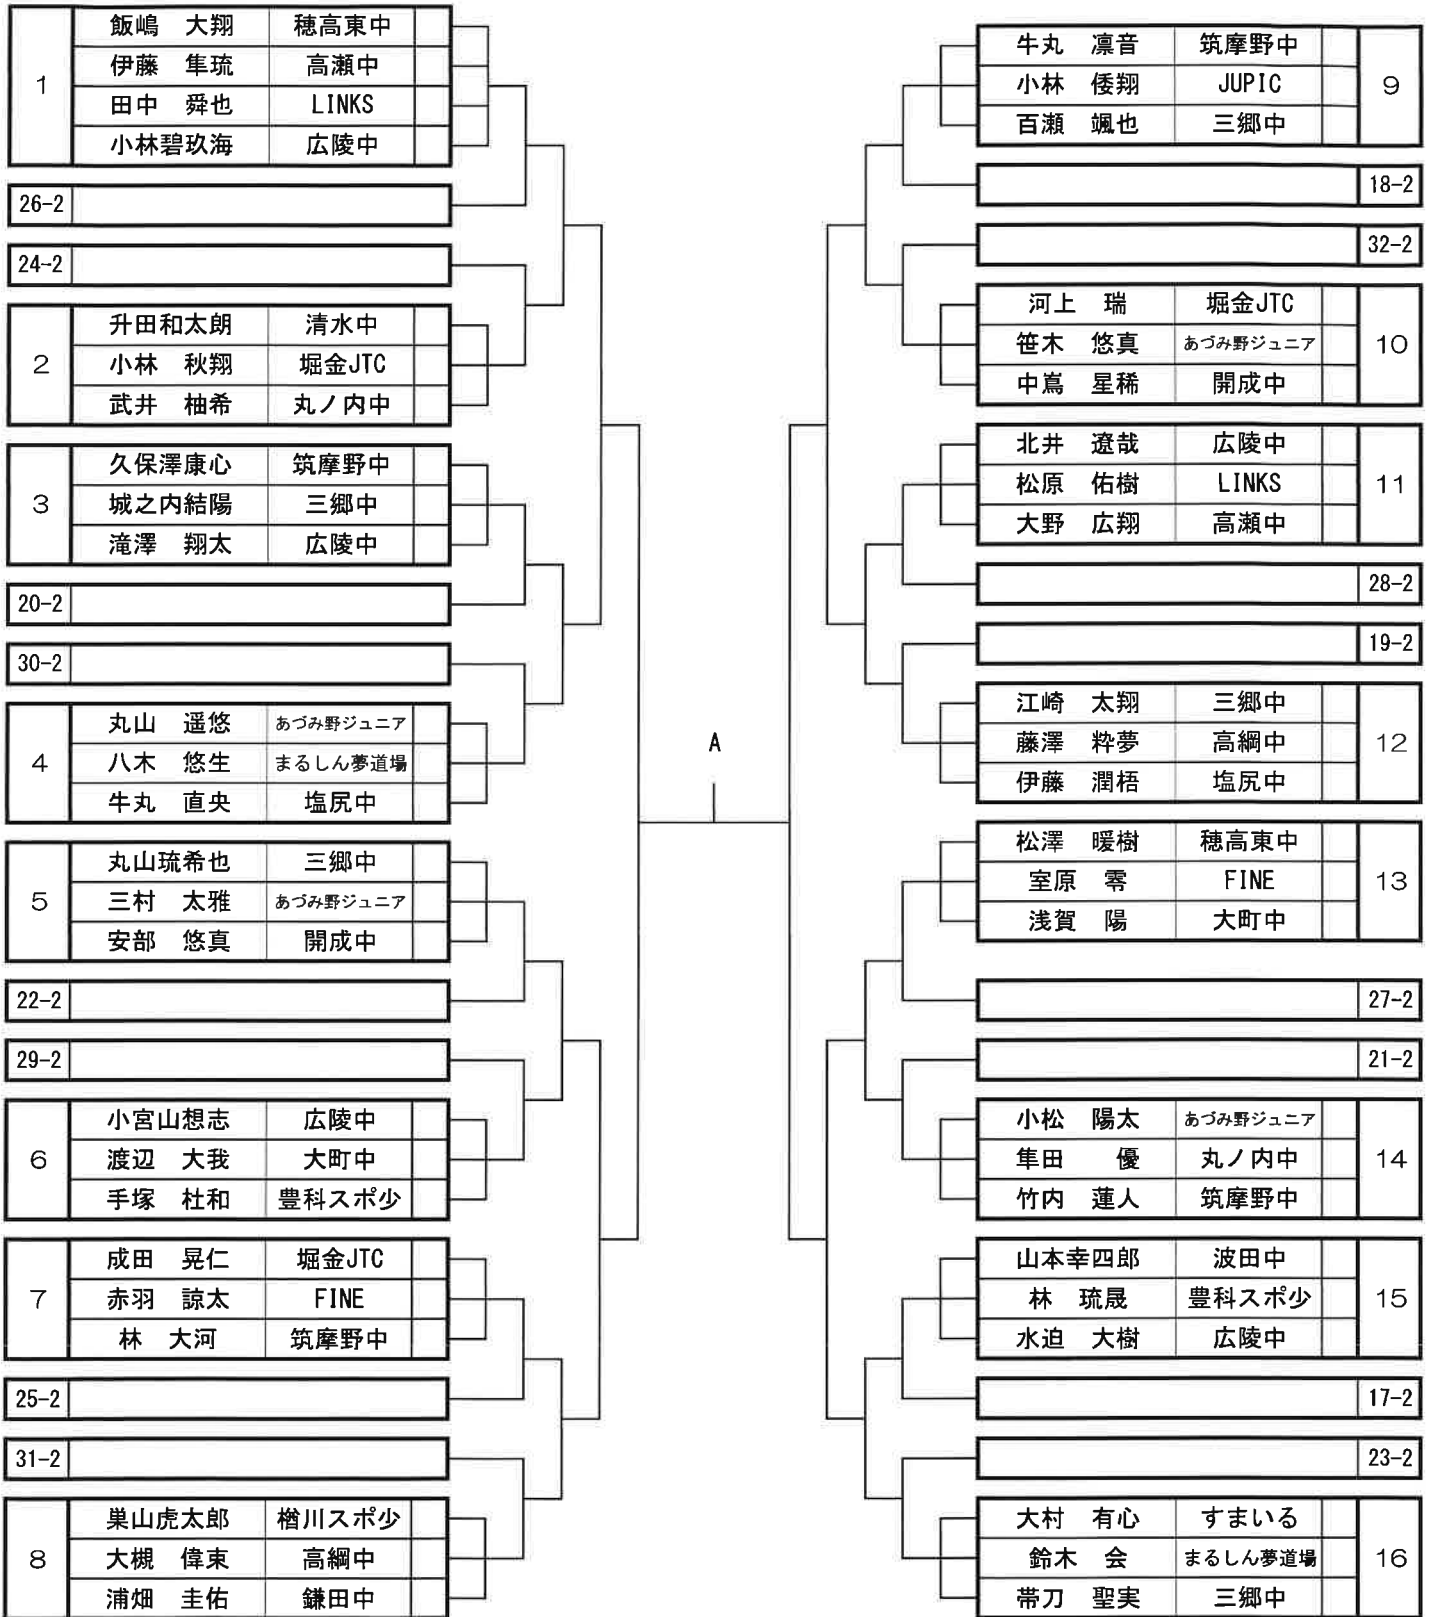 1
飯嶋　大翔 穂高東中
伊藤　隼琉 高瀬中
田中　舜也 LINKS
小林碧玖海 広陵中
26-2
24-2
2
升田和太朗 清水中
小林　秋翔 堀金JTC
武井　柚希 丸ノ内中
3
久保澤康心 筑摩野中
城之内結陽 三郷中
滝澤　翔太 広陵中
20-2
30-2
4
丸山　遥悠 あづみ野ジュニア
八木　悠生 まるしん夢道場
牛丸　直央 塩尻中
5
丸山琉希也 三郷中
三村　太雅 あづみ野ジュニア
安部　悠真 開成中
22-2
29-2
6
小宮山想志 広陵中
渡辺　大我 大町中
手塚　杜和 豊科スポ少
7
成田　晃仁 堀金JTC
赤羽　諒太 FINE
林　大河 筑摩野中
25-2
31-2
8
巣山虎太郎 楢川スポ少
大槻　偉束 高綱中
浦畑　圭佑 鎌田中
A
牛丸　凛音 筑摩野中
小林　倭翔 JUPIC
百瀬　颯也 三郷中
9
18-2
32-2
河上　瑞 堀金JTC
笹木　悠真 あづみ野ジュニア
中嶌　星稀 開成中
10
北井　遼哉 広陵中
松原　佑樹 LINKS
大野　広翔 高瀬中
11
28-2
19-2
江崎　太翔 三郷中
藤澤　粋夢 高綱中
伊藤　潤梧 塩尻中
12
松澤　暖樹 穂高東中
室原　零 FINE
浅賀　陽 大町中
13
27-2
21-2
小松　陽太 あづみ野ジュニア
隼田　優 丸ノ内中
竹内　蓮人 筑摩野中
14
山本幸四郎 波田中
林　琉晟 豊科スポ少
水迫　大樹 広陵中
15
17-2
23-2
大村　有心 すまいる
鈴木　会 まるしん夢道場
帯刀　聖実 三郷中
16